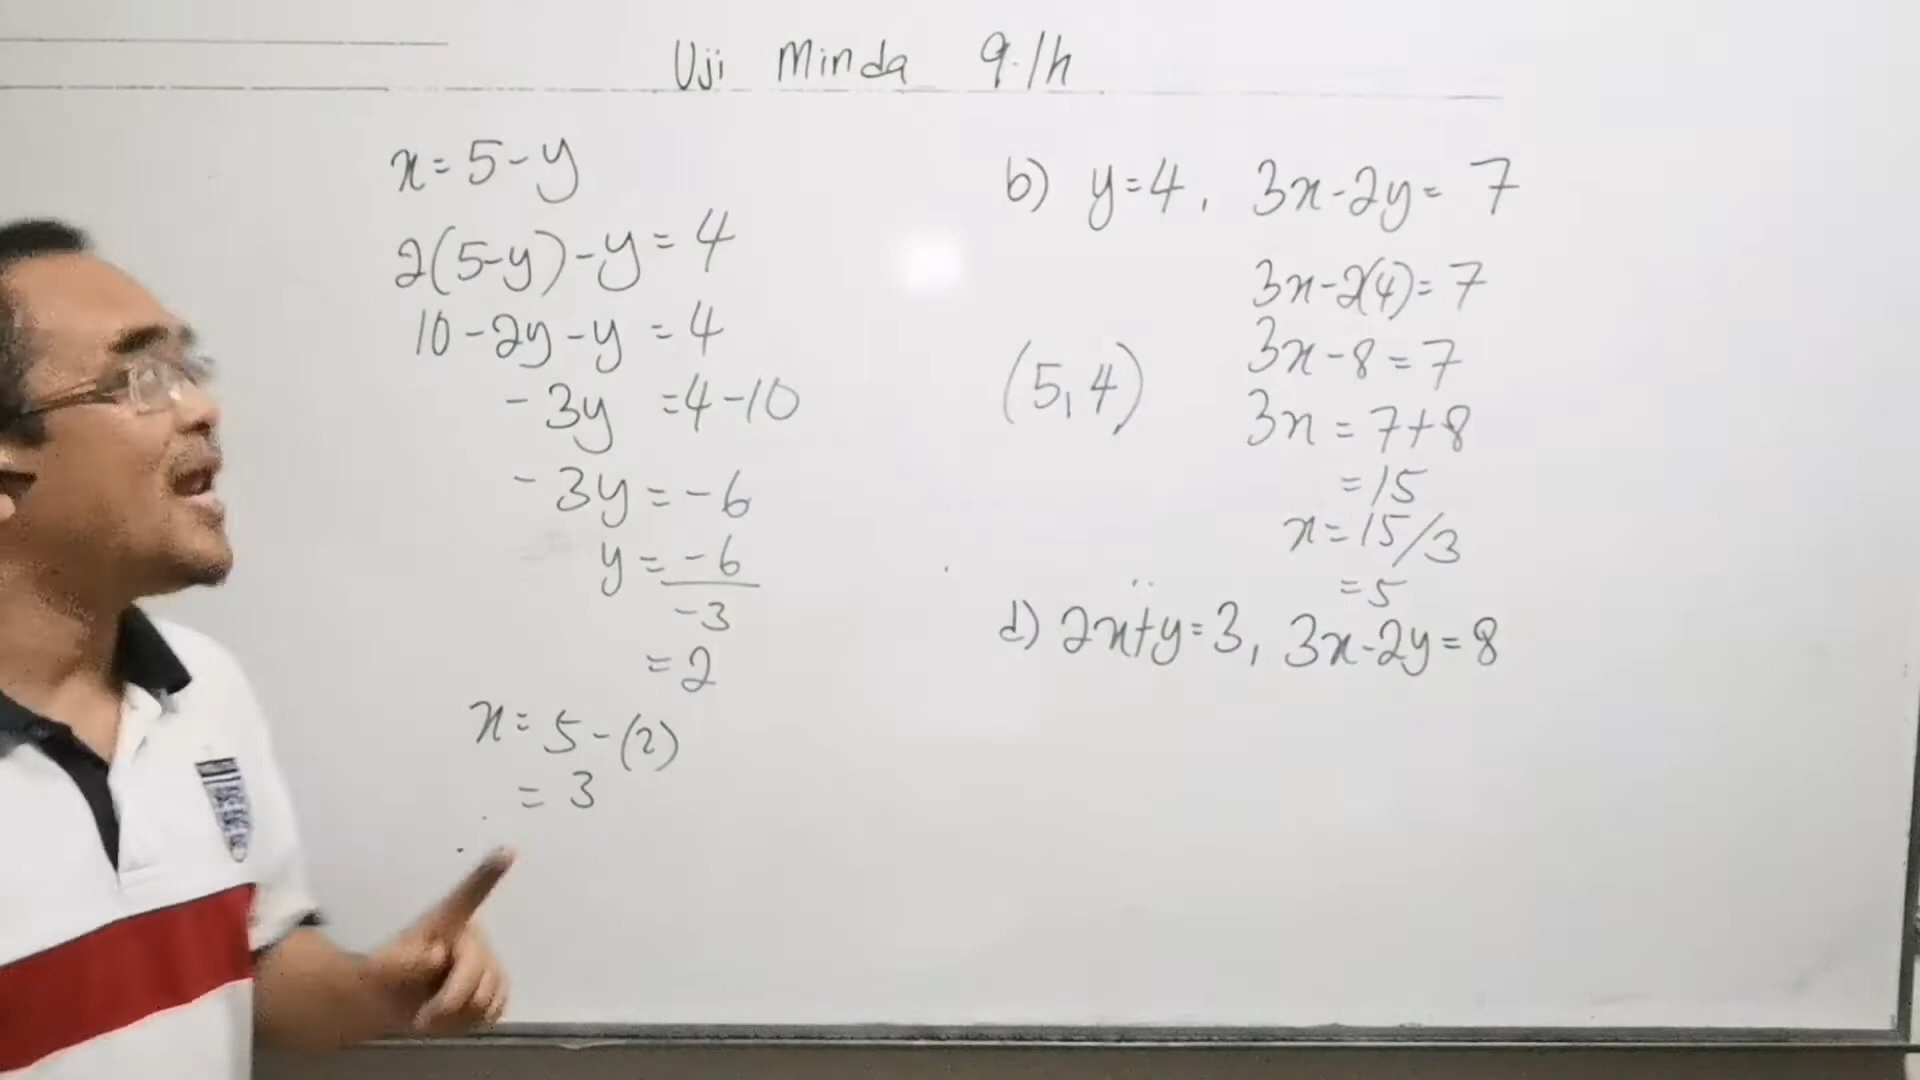 Uji Minda 9.1h
x = 5 - y
2(5-y) - y = 4
10 - 2y - y = 4
-3y = 4 - 10
-3y = -6
y = -6
-3
= 2
x = 5 - (2)
= 3
b) y = 4, 3x - 2y = 7
3x - 2(4) = 7
3x - 8 = 7
(5, 4)
3x = 7 + 8
= 15
x = 15/3
= 5
d) 2x + y = 3, 3x - 2y = 8